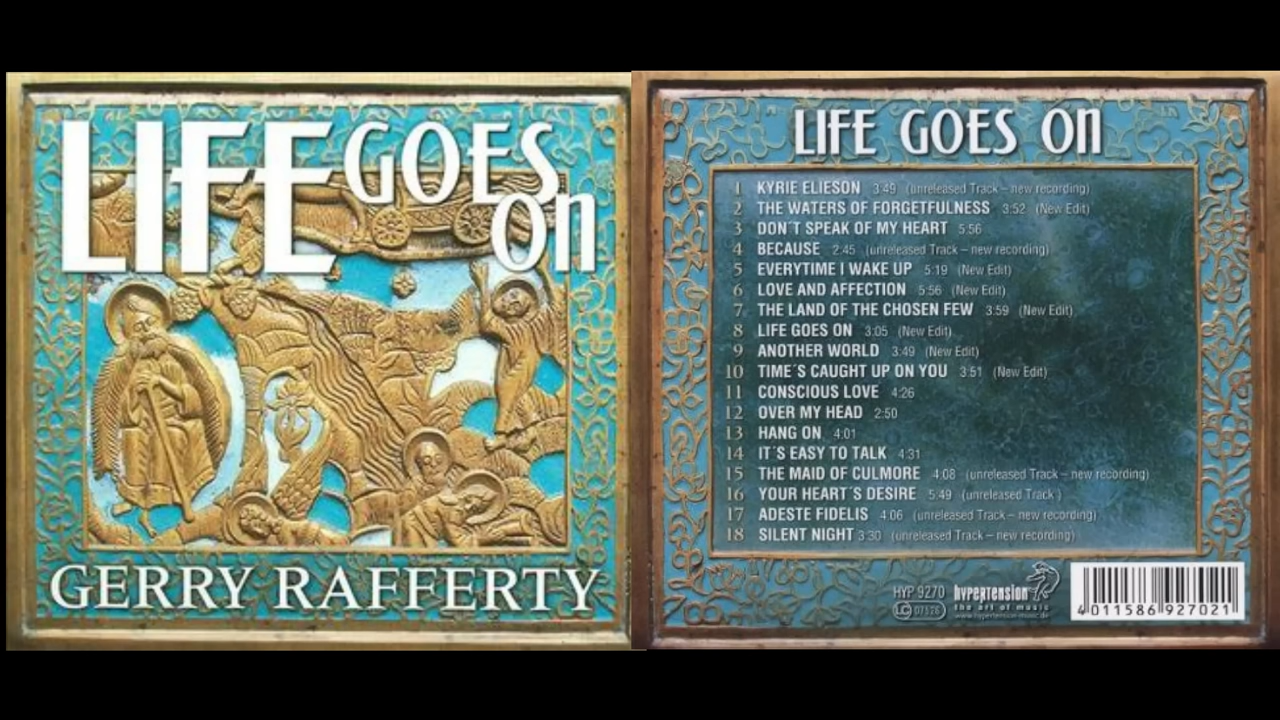 LIFE GOES
on
GERRY RAFFERTY
LIFE GOES ON
1 KYRIE ELIESON 3:49 (unreleased Track – new recording)
2 THE WATERS OF FORGETFULNESS 3:52 (New Edit)
3 DON´T SPEAK OF MY HEART 5:56
4 BECAUSE 2:45 (unreleased Track – new recording)
5 EVERYTIME I WAKE UP 5:19 (New Edit)
6 LOVE AND AFFECTION 5:56 (New Edit)
7 THE LAND OF THE CHOSEN FEW 3:59 (New Edit)
8 LIFE GOES ON 3:05 (New Edit)
9 ANOTHER WORLD 3:49 (New Edit)
10 TIME´S CAUGHT UP ON YOU 3:51 (New Edit)
11 CONSCIOUS LOVE 4:26
12 OVER MY HEAD 2:50
13 HANG ON 4:01
14 IT´S EASY TO TALK 4:31
15 THE MAID OF CULMORE 4:08 (unreleased Track – new recording)
16 YOUR HEART´S DESIRE 5:49 (unreleased Track )
17 ADESTE FIDELIS 4:06 (unreleased Track – new recording)
18 SILENT NIGHT 3:30 (unreleased Track – new recording)
HYP 9270 hypertension
LC 07526 the art of music
www.hypertension-music.de
4 011586 927021